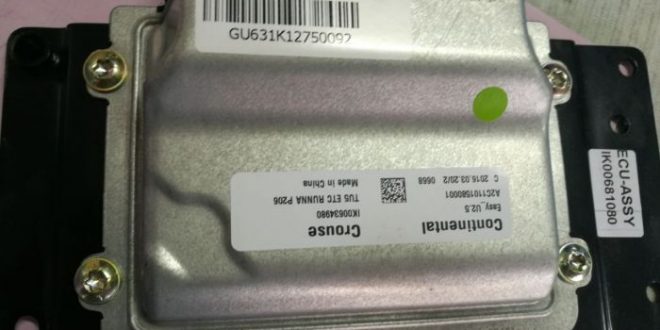 GU631K12750092
Continental
Easy_U2.5
A2C1101580001
C 2016.03.20/2 0668
Crouse
IK00634980
TU5 ETC RUNNA P206
Made in China
ECU-ASSY
IK00681080